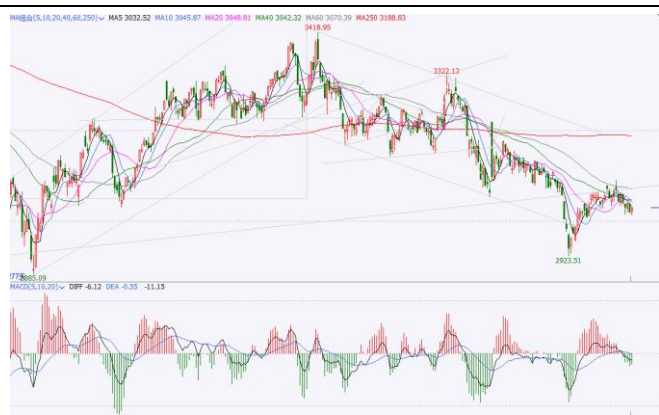 MA组合(5,10,20,40,60,250) MA5 3032.52 MA10 3045.87 MA20 3048.81 MA40 3042.32 MA60 3070.39 MA250 3188.83
3418.95
3322.13
2923.51
2885.09
MACD(5,10,20) DIFF -6.12 DEA -0.55 -11.15